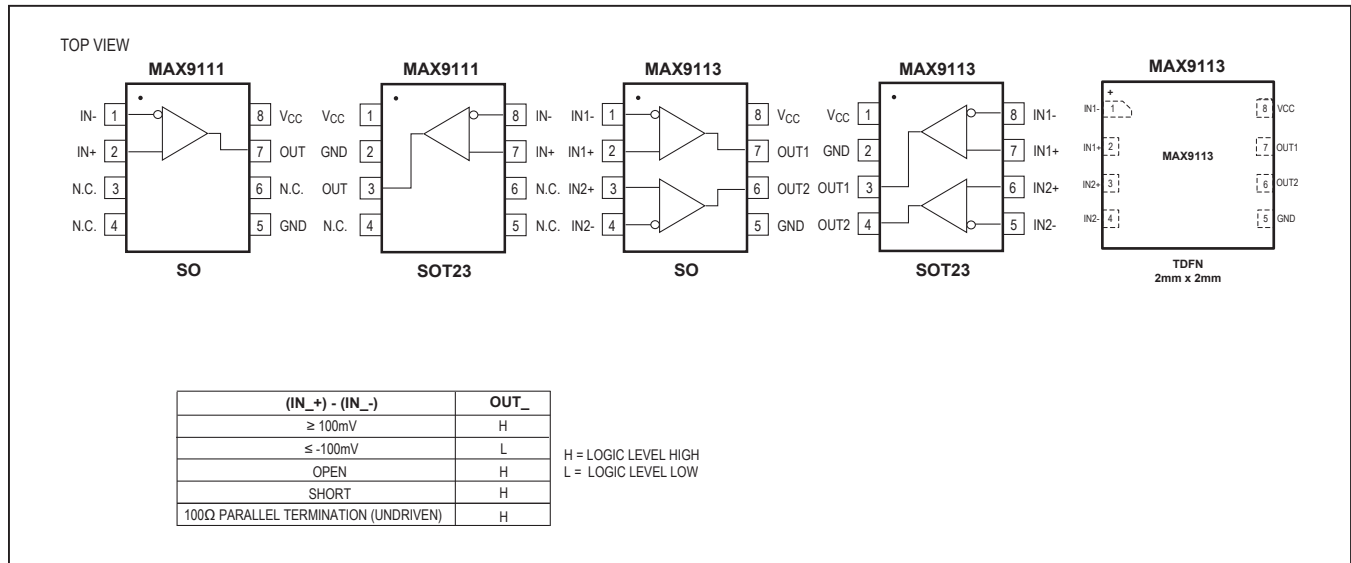 TOP VIEW
MAX9111
IN- 1 8 VCC
IN+ 2 7 OUT
N.C. 3 6 N.C.
N.C. 4 5 GND
SO
MAX9111
VCC 1 8 IN-
GND 2 7 IN+
OUT 3 6 N.C.
N.C. 4 5 N.C.
SOT23
MAX9113
IN1- 1 8 VCC
IN1+ 2 7 OUT1
IN2+ 3 6 OUT2
IN2- 4 5 GND
SO
MAX9113
VCC 1 8 IN1-
GND 2 7 IN1+
OUT1 3 6 IN2+
OUT2 4 5 IN2-
SOT23
MAX9113
+
IN1- 1 8 VCC
IN1+ 2 7 OUT1
MAX9113
IN2+ 3 6 OUT2
IN2- 4 5 GND
TDFN
2mm x 2mm
(IN_+) - (IN_-) OUT_
≥ 100mV H
≤ -100mV L
OPEN H
SHORT H
100Ω PARALLEL TERMINATION (UNDRIVEN) H
H = LOGIC LEVEL HIGH
L = LOGIC LEVEL LOW